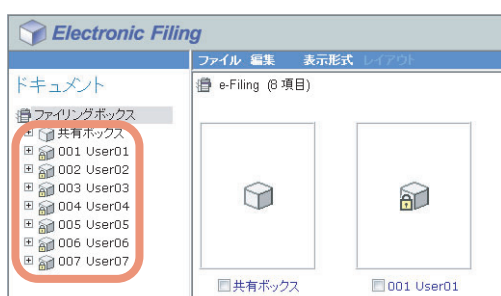 Electronic Filing
ファイル 編集 表示形式 レイアウト
ドキュメント
e-Filing (8 項目)
ファイリングボックス
共有ボックス
001 User01
002 User02
003 User03
004 User04
005 User05
006 User06
007 User07
共有ボックス
001 User01